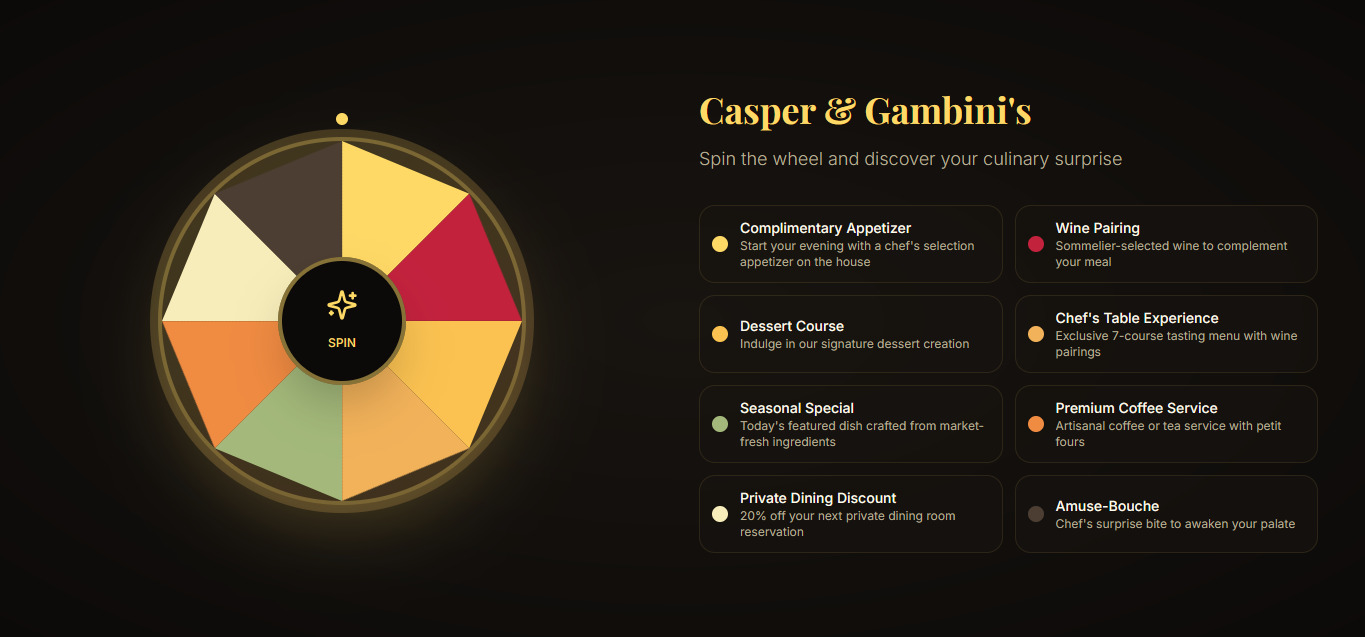 Casper & Gambini's
Spin the wheel and discover your culinary surprise
SPIN
Complimentary Appetizer
Start your evening with a chef's selection
appetizer on the house
Wine Pairing
Sommelier-selected wine to complement
your meal
Dessert Course
Indulge in our signature dessert creation
Chef's Table Experience
Exclusive 7-course tasting menu with wine
pairings
Seasonal Special
Today's featured dish crafted from market-
fresh ingredients
Premium Coffee Service
Artisanal coffee or tea service with petit
fours
Private Dining Discount
20% off your next private dining room
reservation
Amuse-Bouche
Chef's surprise bite to awaken your palate